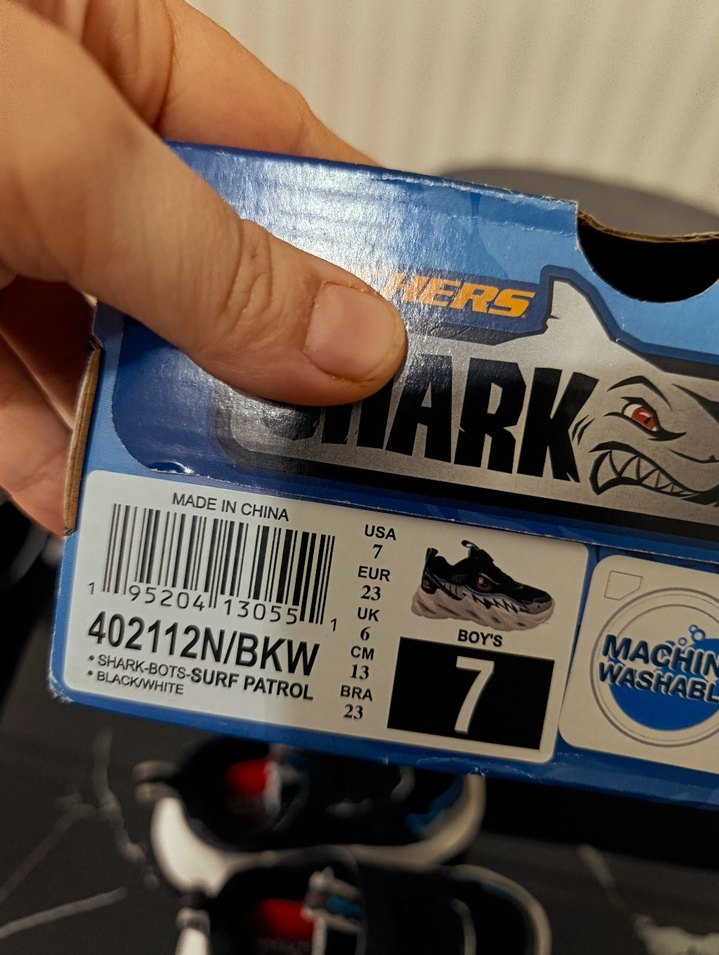 HERS
HARK
MADE IN CHINA
1 95204 13055 1
402112N/BKW
• SHARK-BOTS-SURF PATROL
• BLACK/WHITE
USA
7
EUR
23
UK
6
CM
13
BRA
23
BOY'S
7
MACHIN
WASHABL